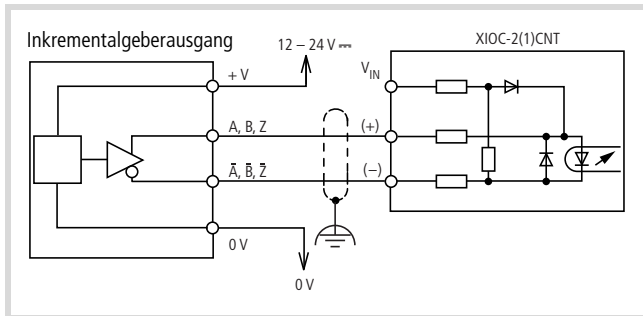 Inkrementalgeberausgang
12 – 24 V ⎓
XIOC-2(1)CNT
+ V
V_IN
A, B, Z
(+)
A̅, B̅, Z̅
(–)
0 V
0 V